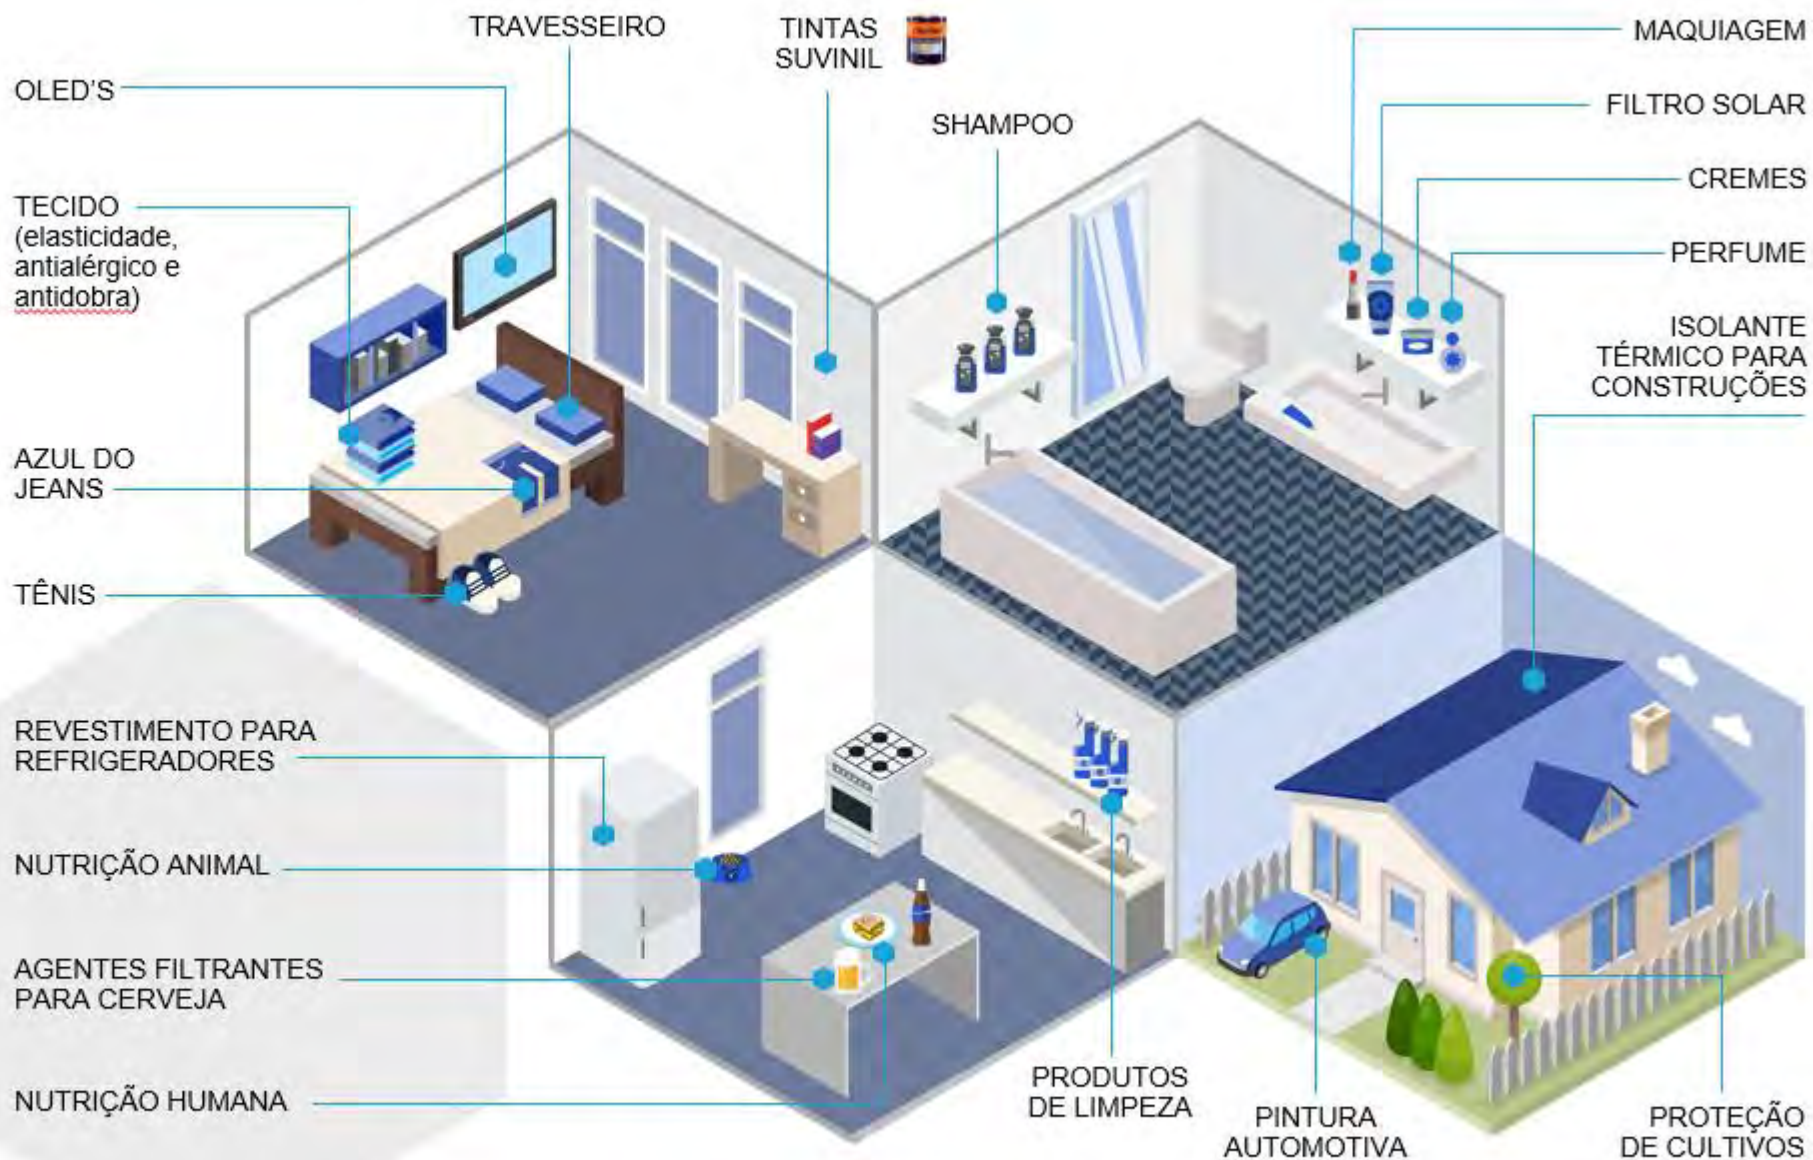 TRAVESSEIRO
TINTAS
SUVINIL
MAQUIAGEM
OLED'S
FILTRO SOLAR
SHAMPOO
CREMES
TECIDO
(elasticidade,
antialérgico e
antidobra)
PERFUME
ISOLANTE
TÉRMICO PARA
CONSTRUÇÕES
AZUL DO
JEANS
TÊNIS
REVESTIMENTO PARA
REFRIGERADORES
NUTRIÇÃO ANIMAL
AGENTES FILTRANTES
PARA CERVEJA
NUTRIÇÃO HUMANA
PRODUTOS
DE LIMPEZA
PINTURA
AUTOMOTIVA
PROTEÇÃO
DE CULTIVOS